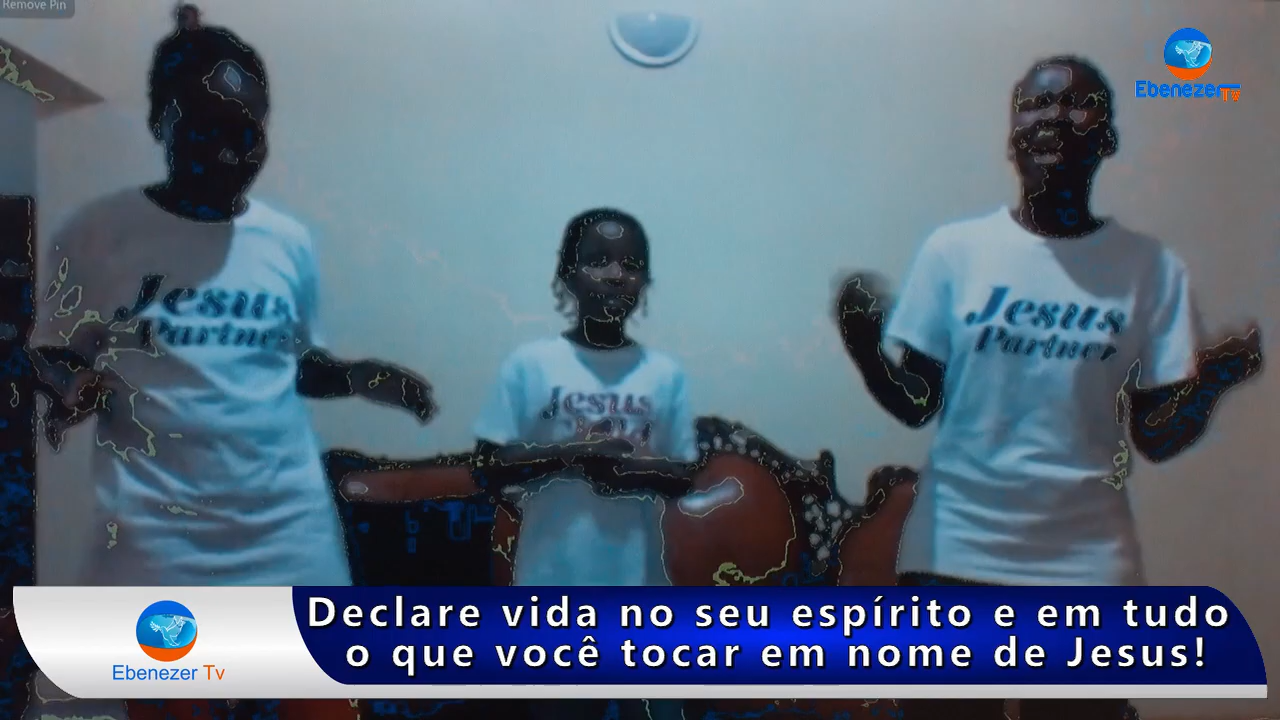 Remove Pin
Ebenezer TV
Jesus
Partner
Jesus
Jesus
Partner
Declare vida no seu espírito e em tudo
o que você tocar em nome de Jesus!
Ebenezer Tv